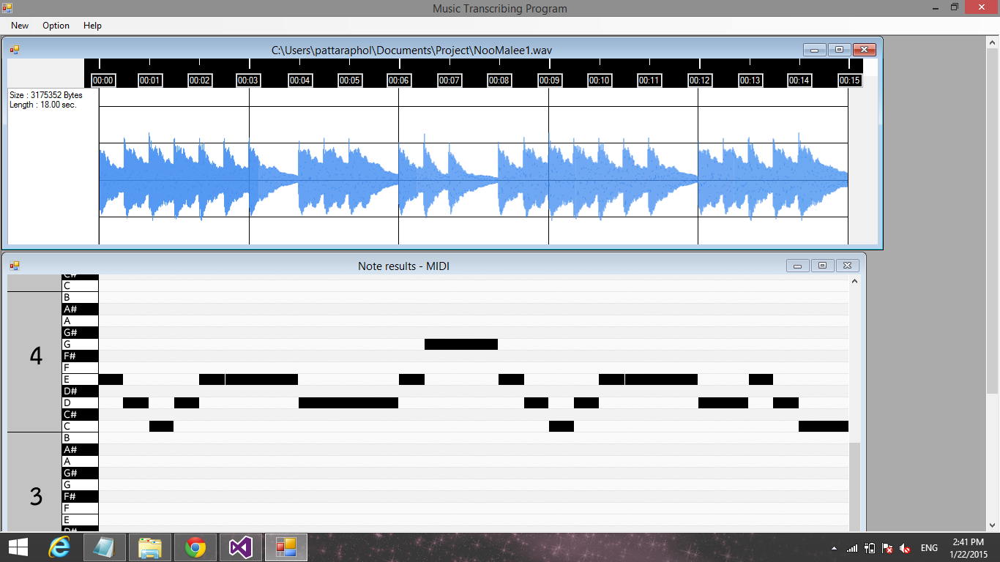 Music Transcribing Program
New Option Help
C:\Users\pattaraphol\Documents\Project\NooMalee1.wav
00:00 00:01 00:02 00:03 00:04 00:05 00:06 00:07 00:08 00:09 00:10 00:11 00:12 00:13 00:14 00:15
Size : 3175352 Bytes
Length : 18.00 sec.
Note results - MIDI
C#
C
B
A#
A
G#
G
4
F#
F
E
D#
D
C#
C
B
A#
A
G#
G
3
F#
F
E
D#
ENG
2:41 PM
1/22/2015